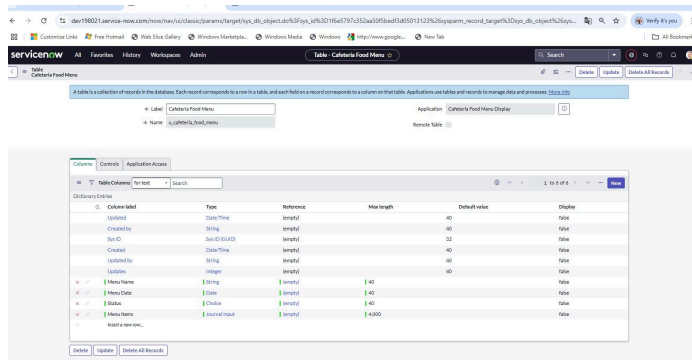 dev198021.service-now.com/now/nav/ui/classic/params/target/sys_db_object.do%3Fsys_id%3D1f6e5797c352aa50f5bedf3d05013123%26sysparm_record_target%3Dsys_db_object%26sys... Verify it's you
Customize Links Free Hotmail Web Slice Gallery Windows Marketpla... Windows Media Windows http://www.google... New Tab All Bookmark
servicenow All Favorites History Workspaces Admin Table - Cafeteria Food Menu Search
Table
Cafeteria Food Menu Delete Update Delete All Records
A table is a collection of records in the database. Each record corresponds to a row in a table, and each field on a record corresponds to a column on that table. Applications use tables and records to manage data and processes. More Info
* Label Cafeteria Food Menu Application Cafeteria Food Menu Display
* Name u_cafeteria_food_menu Remote Table
Columns Controls Application Access
Table Columns for text Search 1 to 6 of 6 New
Dictionary Entries
Column label Type Reference Max length Default value Display
Updated Date/Time (empty) 40 false
Created by String (empty) 40 false
Sys ID Sys ID (GUID) (empty) 32 false
Created Date/Time (empty) 40 false
Updated by String (empty) 40 false
Updates Integer (empty) 40 false
Menu Name String (empty) 40 false
Menu Date Date (empty) 40 false
Status Choice (empty) 40 false
Menu Items Journal Input (empty) 4,000 false
Insert a new row...
Delete Update Delete All Records